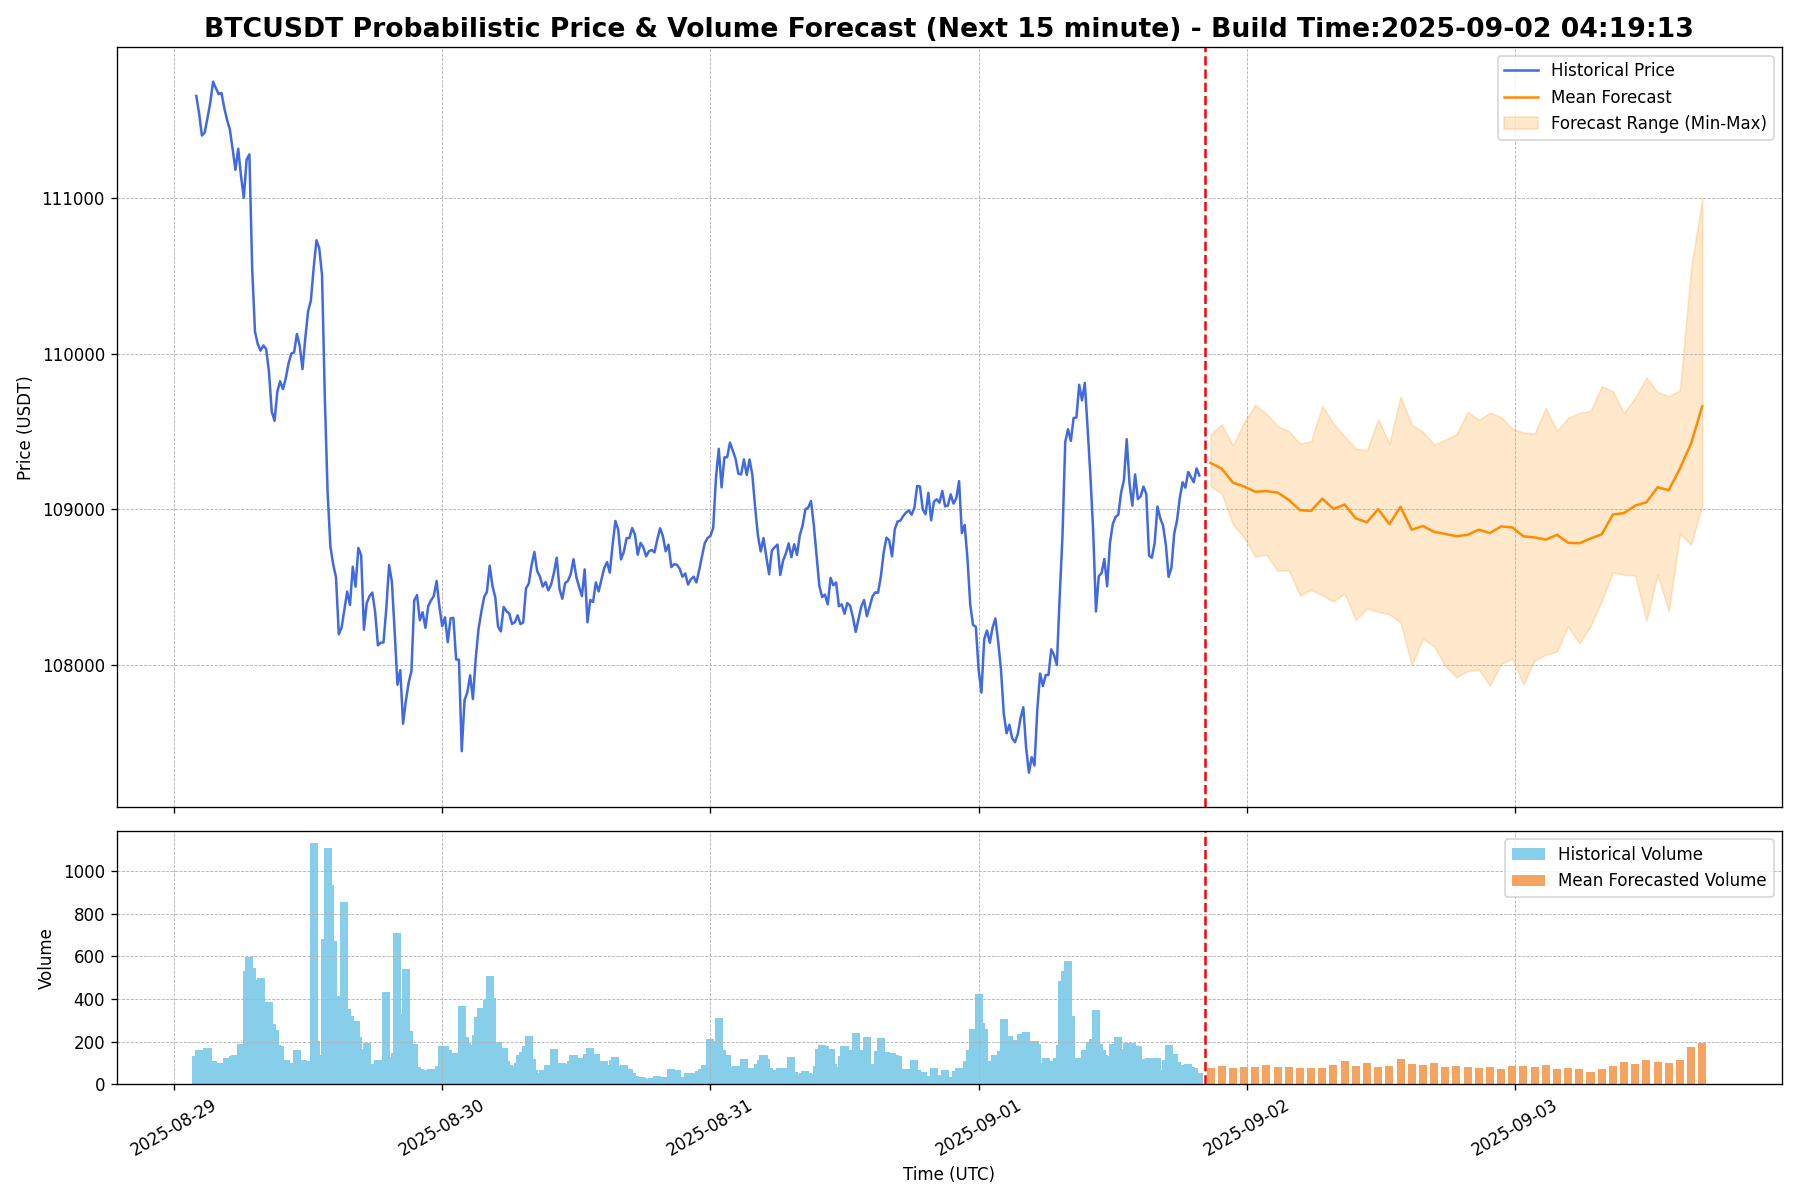 BTCUSDT Probabilistic Price & Volume Forecast (Next 15 minute) - Build Time:2025-09-02 04:19:13
Historical Price
Mean Forecast
Forecast Range (Min-Max)
111000
110000
109000
108000
Price (USDT)
Historical Volume
Mean Forecasted Volume
1000
800
600
400
200
0
Volume
2025-08-29
2025-08-30
2025-08-31
2025-09-01
2025-09-02
2025-09-03
Time (UTC)